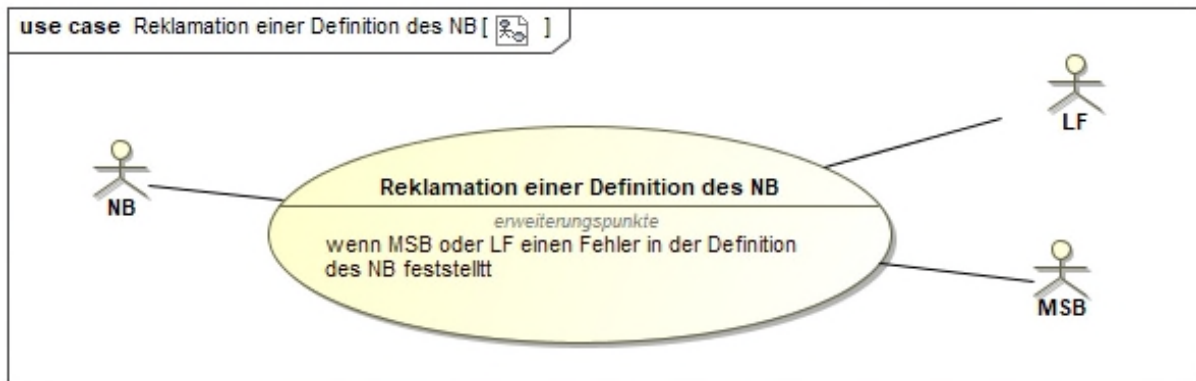 use case Reklamation einer Definition des NB [ ]
LF
NB
Reklamation einer Definition des NB
erweiterungspunkte
wenn MSB oder LF einen Fehler in der Definition
des NB feststelltt
MSB